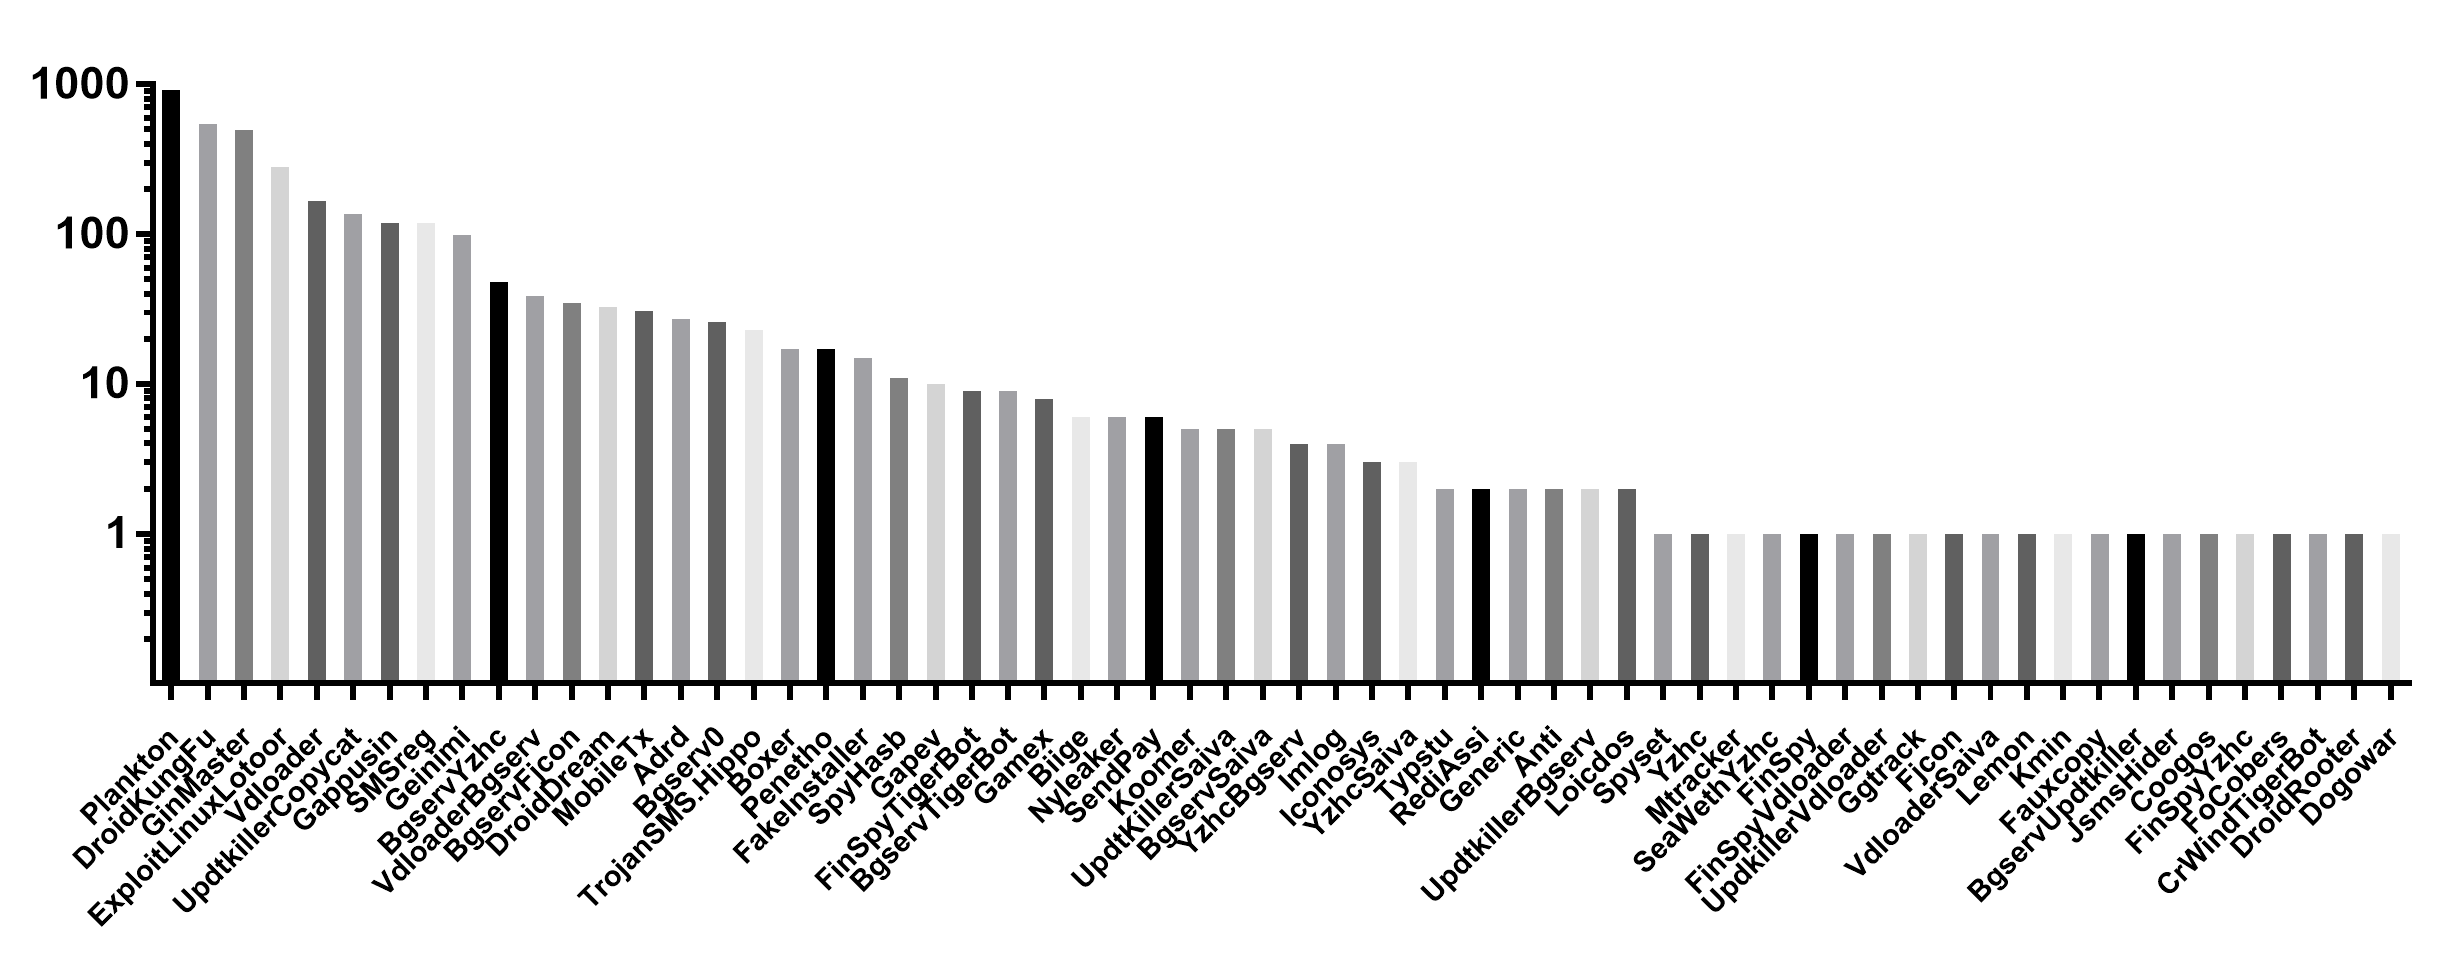 1000
100
10
1
Plankton
DroidKungFu
GinMaster
ExploitLinuxLotoor
Vdloader
UpdtkillerCopycat
Gappusin
SMSreg
Geinimi
BgservYzhc
VdloaderBgserv
BgservFjcon
DroidDream
MobileTx
Adrd
Bgserv0
TrojanSMS.Hippo
Boxer
Penetho
FakeInstaller
SpyHasb
Gapev
FinSpyTigerBot
BgservTigerBot
Gamex
Biige
Nyleaker
SendPay
Koomer
UpdtKillerSaiva
BgservSaiva
YzhcBgserv
Imlog
Iconosys
YzhcSaiva
Typstu
RediAssi
Generic
Anti
UpdtkillerBgserv
Loicdos
Spyset
Yzhc
Mtracker
SeaWethYzhc
FinSpy
FinSpyVdloader
UpdkillerVdloader
Ggtrack
Fjcon
VdloaderSaiva
Lemon
Kmin
Fauxcopy
BgservUpdtkiller
JsmsHider
Coogos
FinSpyYzhc
FoCobers
CrWindTigerBot
DroidRooter
Dogowar